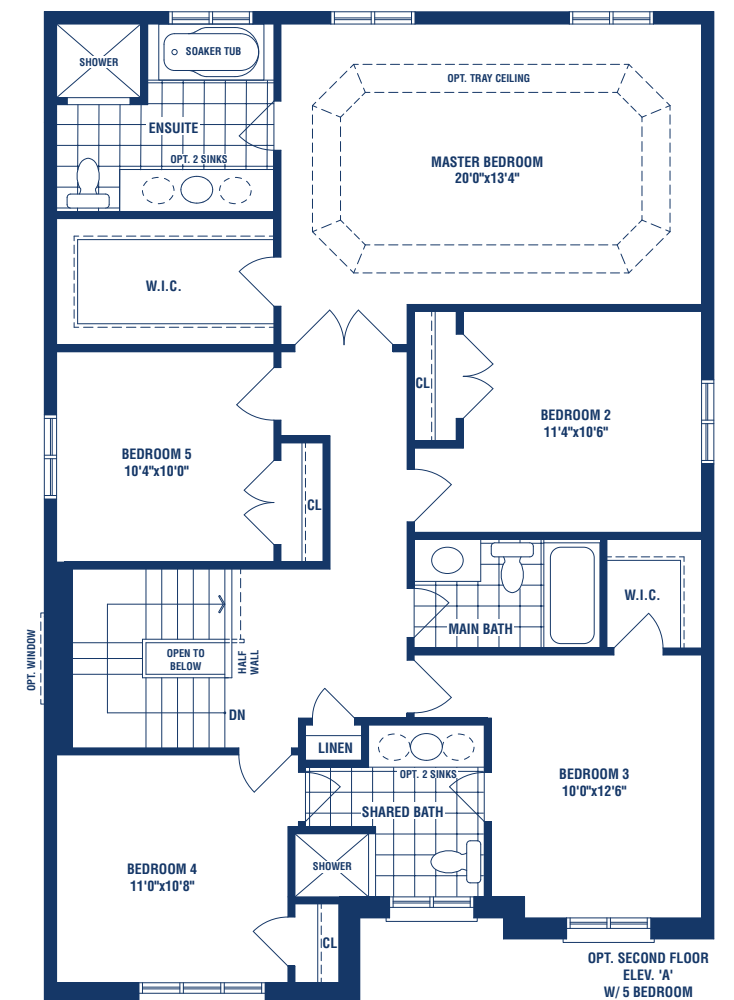 SHOWER
SOAKER TUB
OPT. TRAY CEILING
ENSUITE
OPT. 2 SINKS
MASTER BEDROOM
20'0"x13'4"
W.I.C.
CL
BEDROOM 2
11'4"x10'6"
BEDROOM 5
10'4"x10'0"
CL
W.I.C.
MAIN BATH
OPT. WINDOW
OPEN TO
BELOW
HALF
WALL
DN
LINEN
OPT. 2 SINKS
BEDROOM 3
10'0"x12'6"
SHARED BATH
BEDROOM 4
11'0"x10'8"
SHOWER
CL
OPT. SECOND FLOOR
ELEV. 'A'
W/ 5 BEDROOM